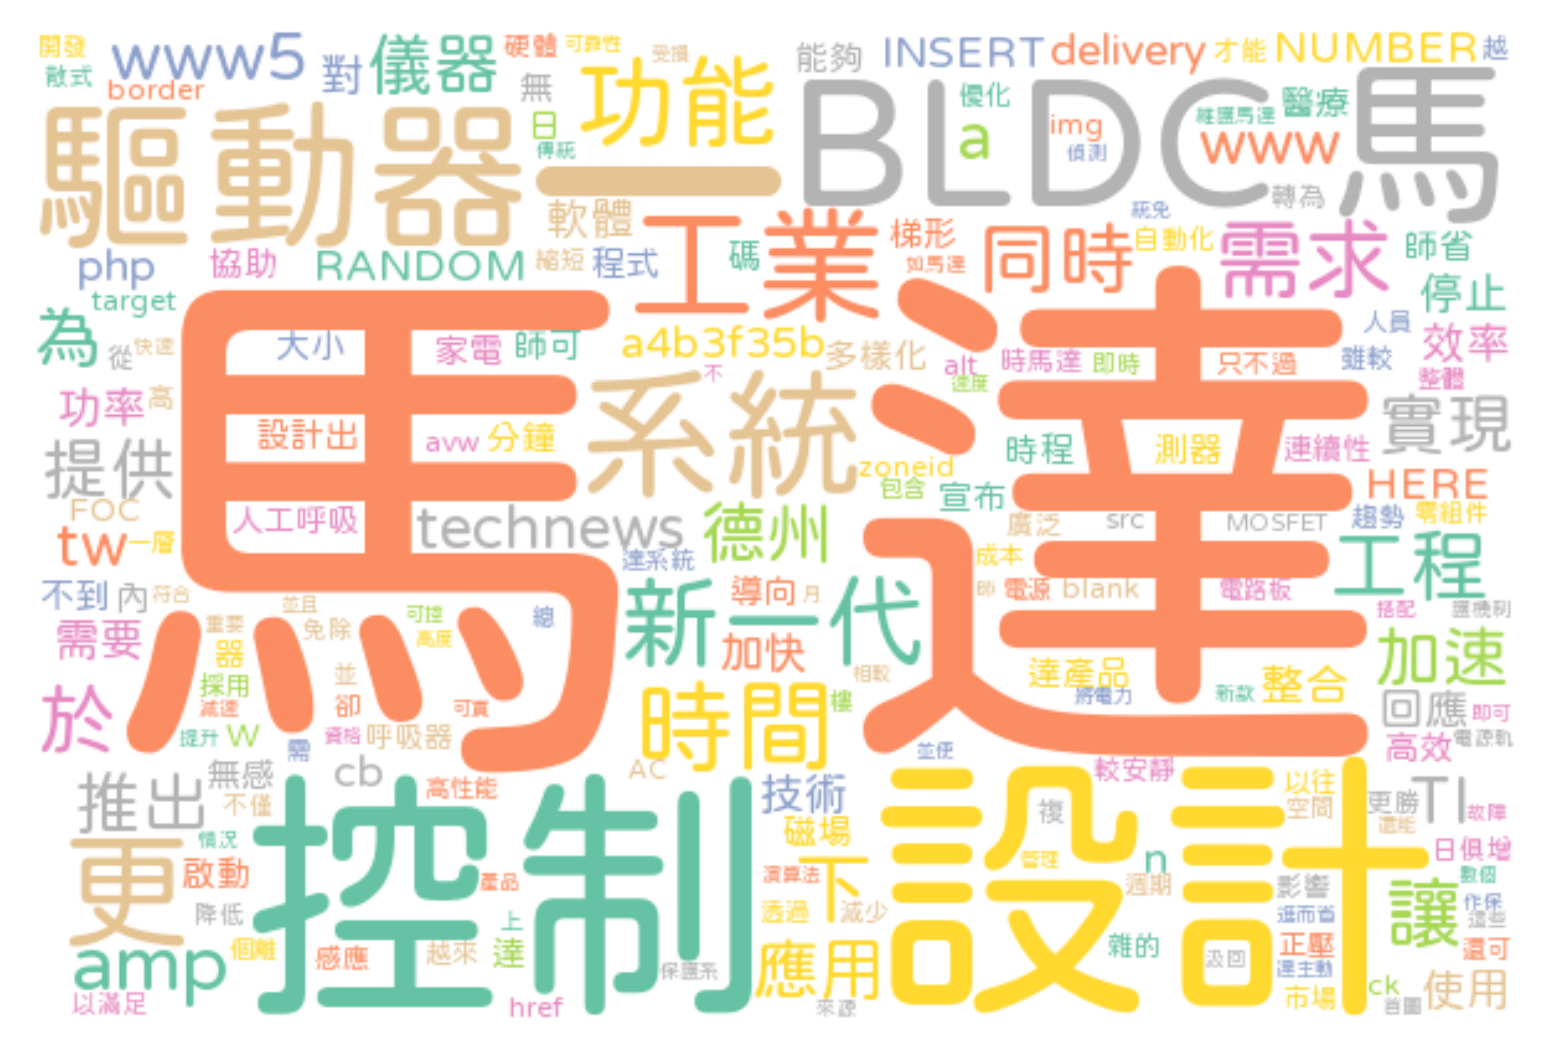 開發 www5 對 儀器 硬體 可靠性 受損 能夠 INSERT delivery 才能 NUMBER 越
散式 border 無 功能 BLDC馬
驅動器 一 日 傳統 優化 a img 偵測 醫療 www 轉為
軟體 工業 碼 梯形 如馬達 統免 同時 自動化 需求 師省
php 協助 RANDOM 縮短 程式 停止
target 為 從 快速 大小 家電 師可 a4b3f35b 多樣化 alt 速度 時馬達 即時 只不過 人員 雖較 效率 整體
馬達
功率 高 設計出 avw 分鐘 不 系統 時程 測器 連續性 實現
提供 zoneid 包含 宣布 HERE
FOC tw 一層 人工呼吸 technews 德州 廣泛 src MOSFET 趨勢 零組件
達系統 成本 工程
不到 內 符合 並且 可控 總 新一代 導向 月 師 電源 blank 電路板 搭配
需要 重要 免除 高度 加快 加速
器 並 採用 相較 達產品 將電力 新款 整合
於 減速 卻 可實 時間 樓 回應 即可
提升 W 需 資格 呼吸器 並使 高效 電源軌
推出 無感 cb AC 較安靜 以往
不僅 高性能 技術 空間 更勝 TI 故障 還能
控制 設計
更 情況 磁場 複 日俱增
啟動 產品 演算法 下 管理 n 週期 影響 數個
降低 透過 減少 進而省 讓 作保 這些
amp 個離 感應 越來 上 達 應用 雜的 汲回 正壓 還可
保護系 達主動
以滿足 href 來源 市場 ck 首圖 使用